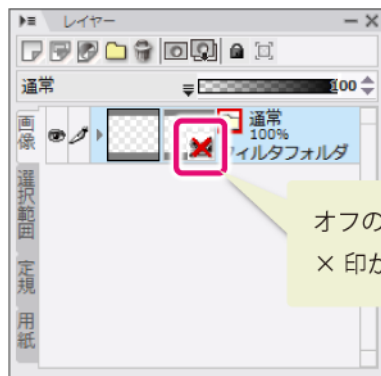 レイヤー
通常
100
画像
選択範囲
定規
用紙
通常
100%
フィルタフォルダ
オフの
× 印が